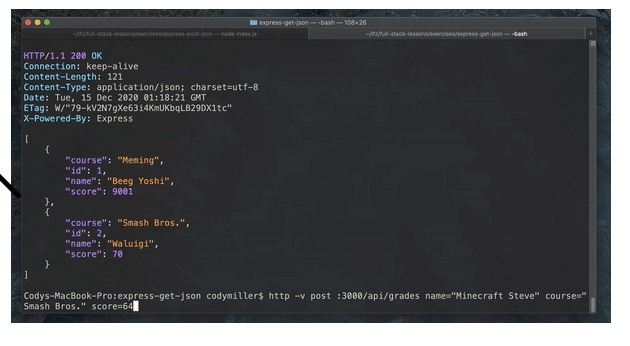 express-get-json — -bash — 108×26
~/lfz/full-stack-lessons/exercises/express-post-json — node index.js
~/lfz/full-stack-lessons/exercises/express-get-json — -bash
HTTP/1.1 200 OK
Connection: keep-alive
Content-Length: 121
Content-Type: application/json; charset=utf-8
Date: Tue, 15 Dec 2020 01:18:21 GMT
ETag: W/"79-kV2N7gXe63i4KmUKbqLB29DX1tc"
X-Powered-By: Express
[
{
"course": "Meming",
"id": 1,
"name": "Beeg Yoshi",
"score": 9001
},
{
"course": "Smash Bros.",
"id": 2,
"name": "Waluigi",
"score": 70
}
]
Codys-MacBook-Pro:express-get-json codymiller$ http -v post :3000/api/grades name="Minecraft Steve" course="
Smash Bros." score=64